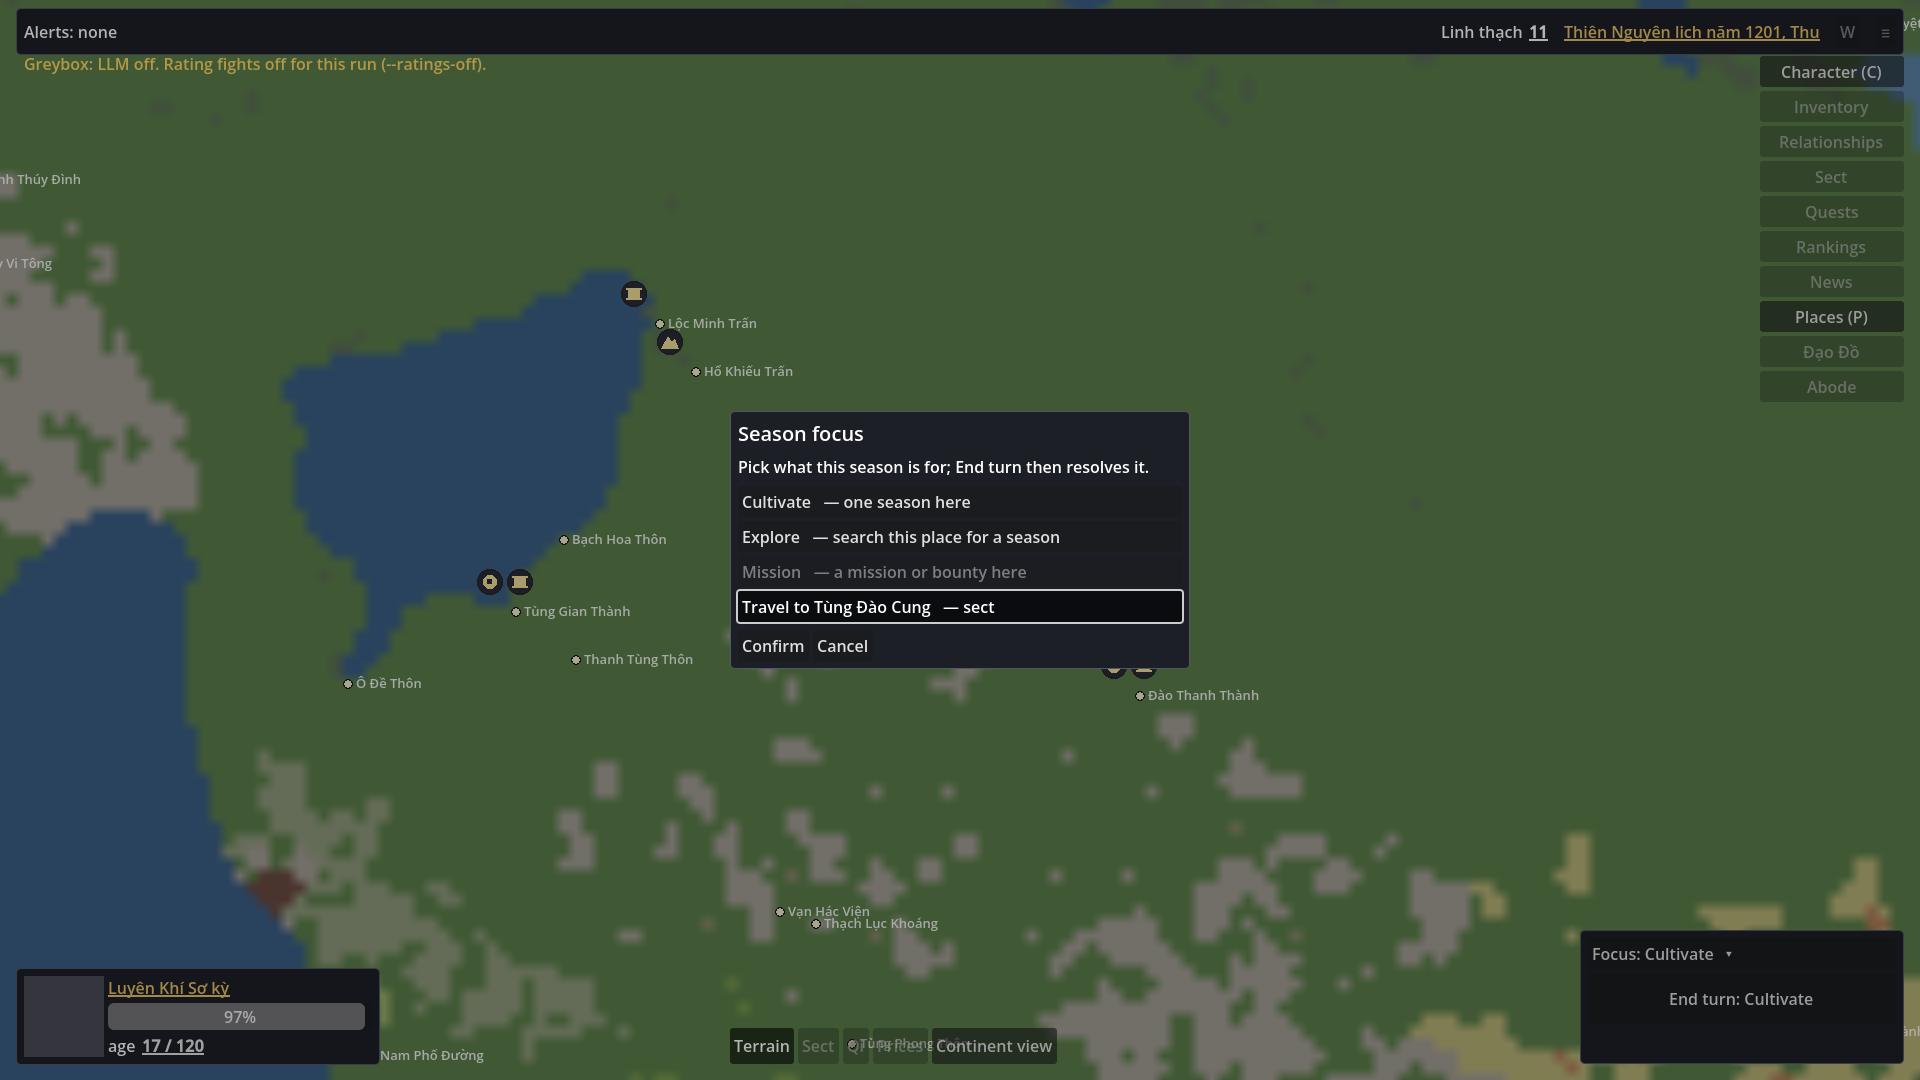 Alerts: none
Linh thạch 11 Thiên Nguyên lịch năm 1201, Thu W ≡
Greybox: LLM off. Rating fights off for this run (--ratings-off).
Character (C)
Inventory
Relationships
Sect
Quests
Rankings
News
Places (P)
Đạo Đồ
Abode
nh Thúy Đình
Vi Tông
Lộc Minh Trấn
Hổ Khiếu Trấn
Season focus
Pick what this season is for; End turn then resolves it.
Cultivate — one season here
Explore — search this place for a season
Mission — a mission or bounty here
Travel to Tùng Đào Cung — sect
Confirm Cancel
Bạch Hoa Thôn
Tùng Gian Thành
Thanh Tùng Thôn
Ô Đề Thôn
Đào Thanh Thành
Vạn Hác Viện
Thạch Lục Khoáng
Focus: Cultivate ▾
End turn: Cultivate
Luyện Khí Sơ kỳ
97%
age 17 / 120
Nam Phố Đường
Terrain Sect Tùng Phong Continent view